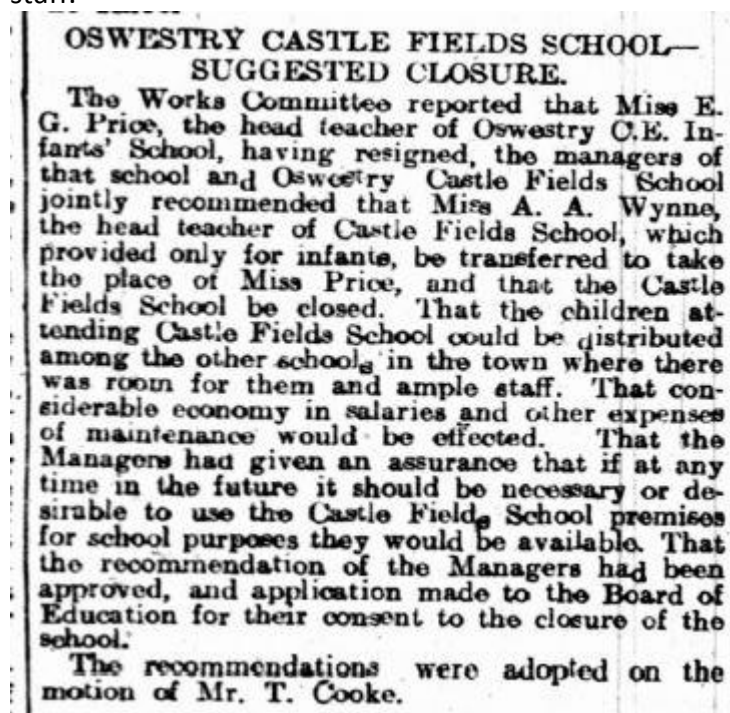 OSWESTRY CASTLE FIELDS SCHOOL—
SUGGESTED CLOSURE.
The Works Committee reported that Miss E.
G. Price, the head teacher of Oswestry C.E. In-
fants' School, having resigned, the managers of
that school and Oswestry Castle Fields School
jointly recommended that Miss A. A. Wynne,
the head teacher of Castle Fields School, which
provided only for infants, be transferred to take
the place of Miss Price, and that the Castle
Fields School be closed. That the children at-
tending Castle Fields School could be distributed
among the other schools in the town where there
was room for them and ample staff. That con-
siderable economy in salaries and other expenses
of maintenance would be effected. That the
Managers had given an assurance that if at any
time in the future it should be necessary or de-
sirable to use the Castle Fields School premises
for school purposes they would be available. That
the recommendation of the Managers had been
approved, and application made to the Board of
Education for their consent to the closure of the
school.
The recommendations were adopted on the
motion of Mr. T. Cooke.